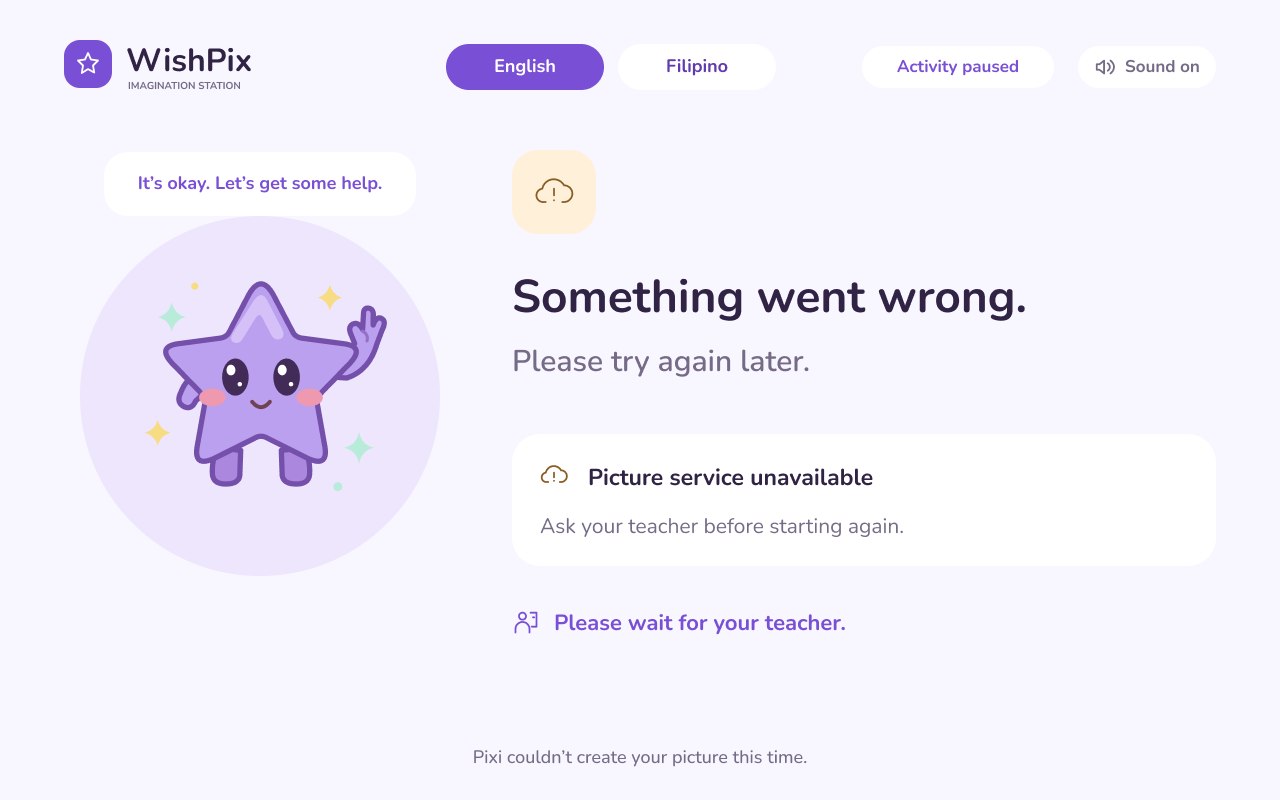 WishPix
IMAGINATION STATION
English
Filipino
Activity paused
Sound on
It’s okay. Let’s get some help.
Something went wrong.
Please try again later.
Picture service unavailable
Ask your teacher before starting again.
Please wait for your teacher.
Pixi couldn’t create your picture this time.